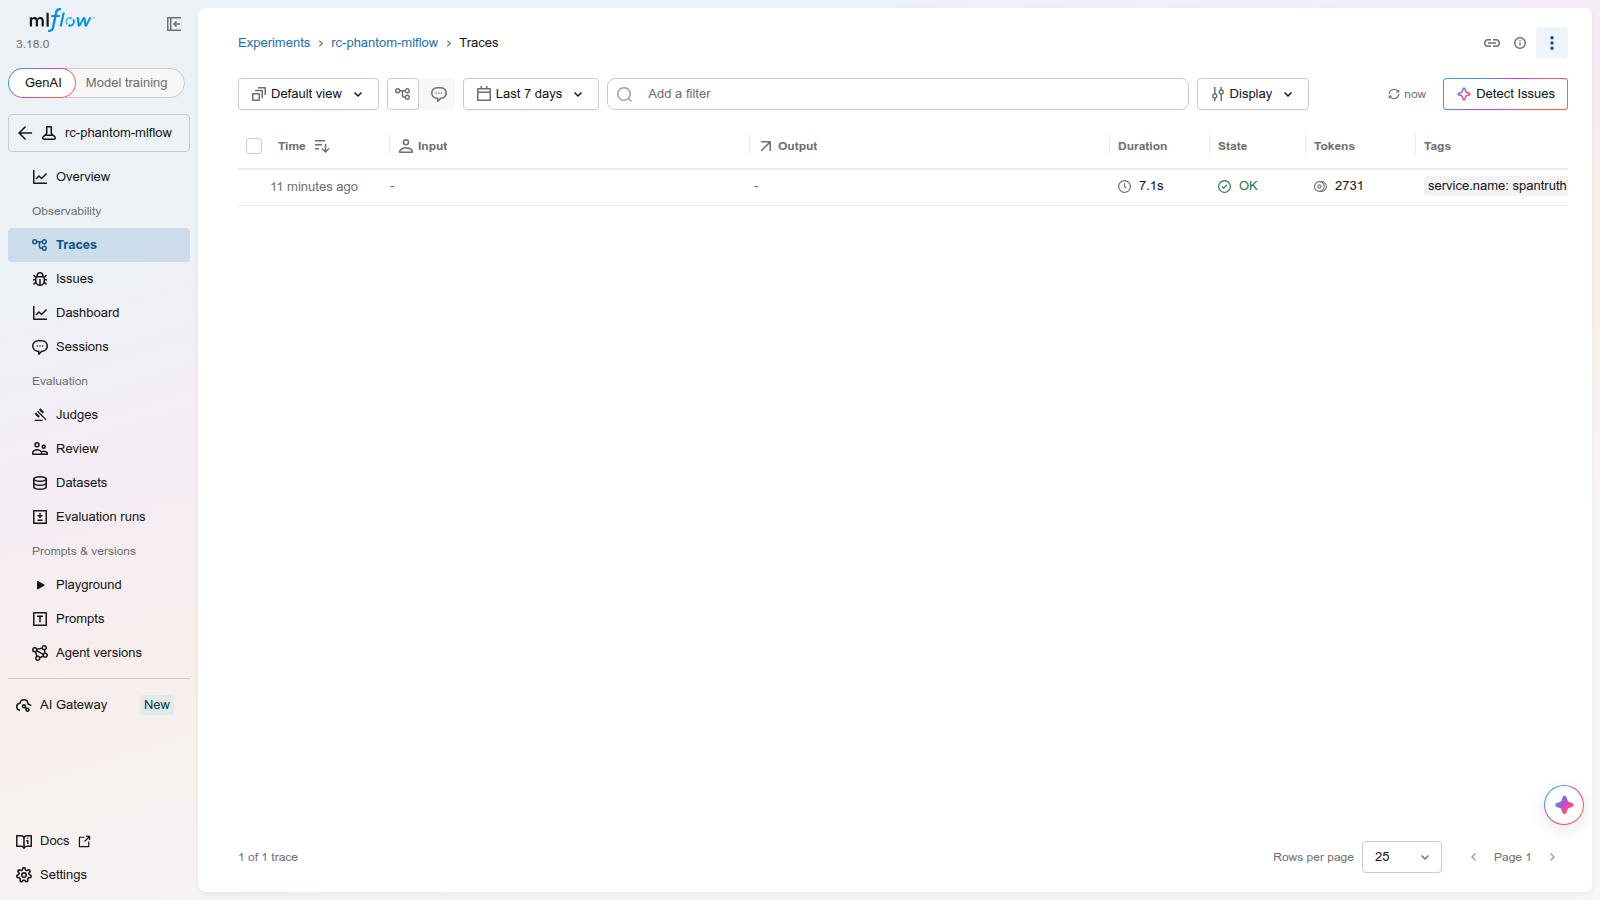 mlflow
3.18.0
GenAI
Model training
rc-phantom-mlflow
Overview
Observability
Traces
Issues
Dashboard
Sessions
Evaluation
Judges
Review
Datasets
Evaluation runs
Prompts & versions
Playground
Prompts
Agent versions
AI Gateway New
Docs
Settings
Experiments › rc-phantom-mlflow › Traces
Default view
Last 7 days
Add a filter
Display
now
Detect Issues
Time Input Output Duration State Tokens Tags
11 minutes ago - - 7.1s OK 2731 service.name: spantruth
1 of 1 trace
Rows per page 25
Page 1